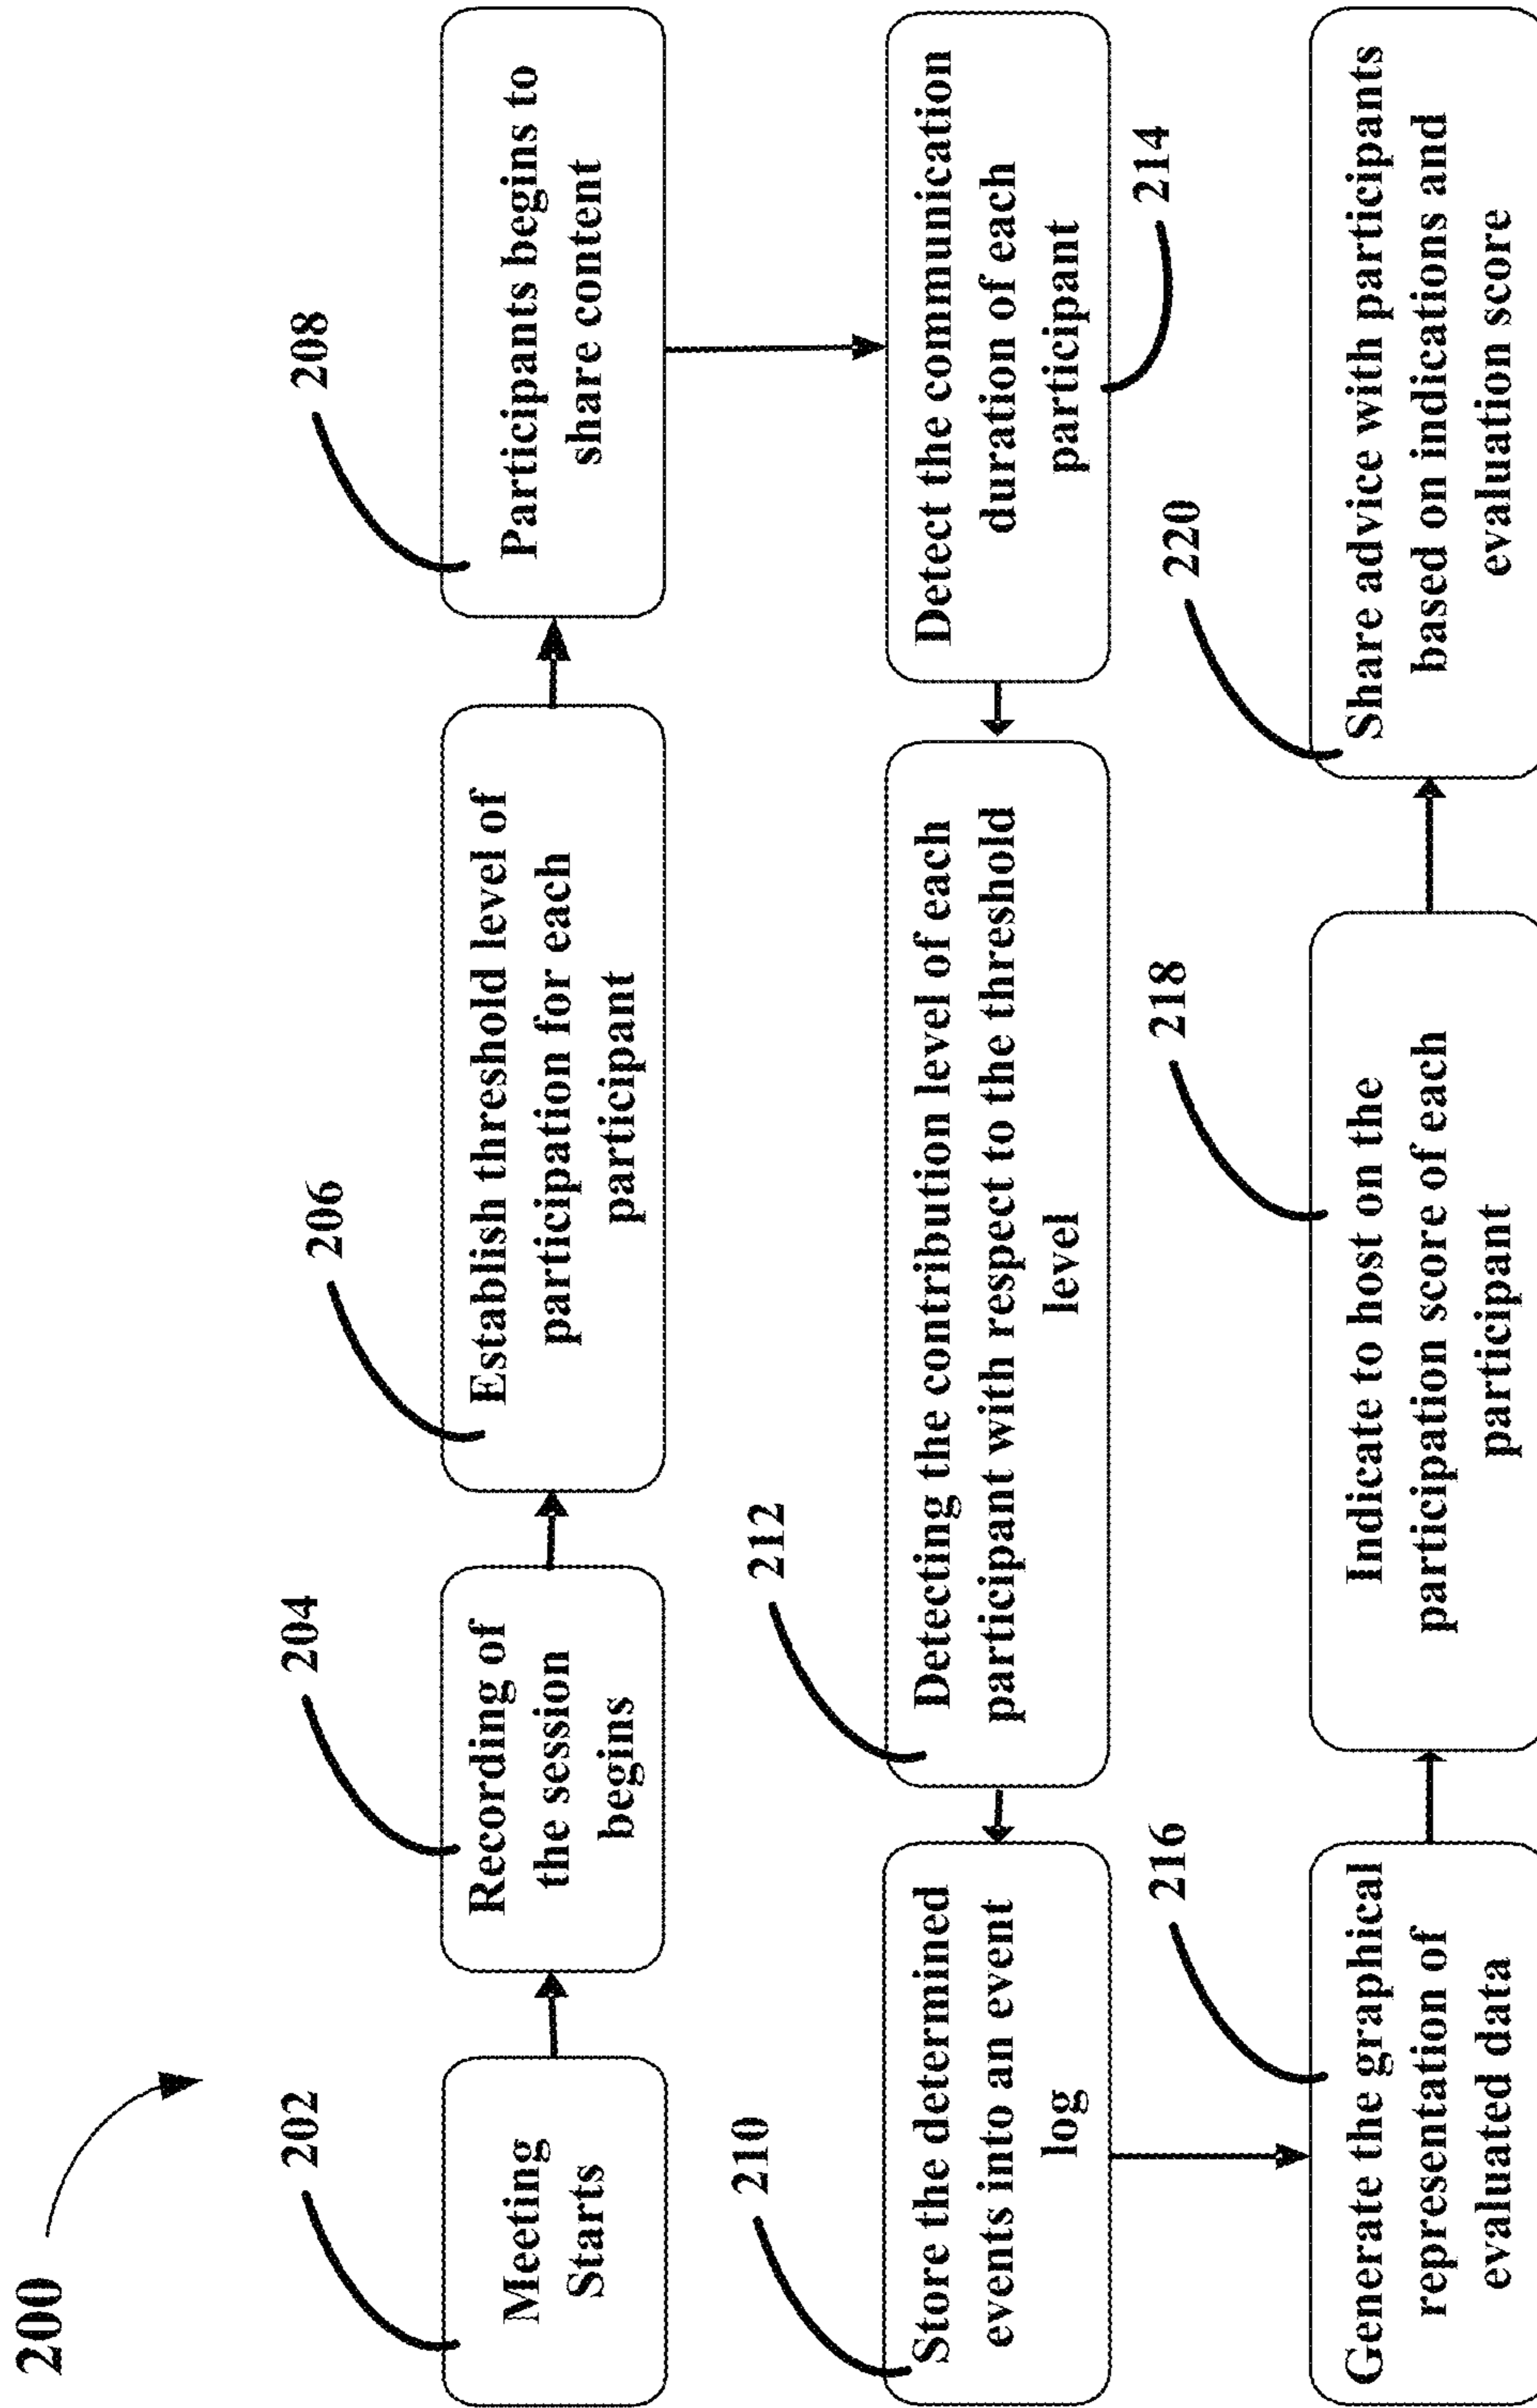 200
202
Meeting
Starts
204
Recording of
the session
begins
206
Establish threshold level of
participation for each
participant
208
Participants begins to
share content
210
Store the determined
events into an event
log
212
Detecting the contribution level of each
participant with respect to the threshold
level
Detect the communication
duration of each
participant
214
216
Generate the graphical
representation of
evaluated data
218
Indicate to host on the
participation score of each
participant
220
Share advice with participants
based on indications and
evaluation score